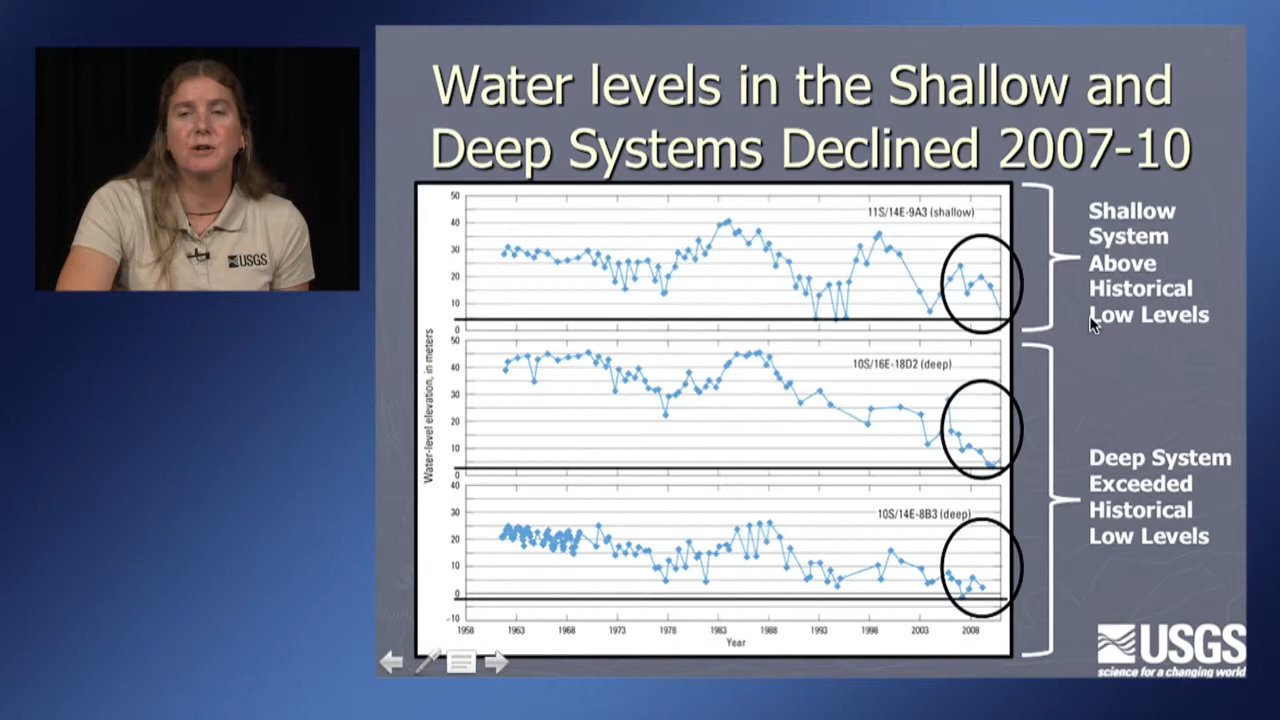 Water levels in the Shallow and
Deep Systems Declined 2007-10
USGS
50
40
30
20
10
0
11S/14E-9A3 (shallow)
Shallow
System
Above
Historical
Low Levels
Water-level elevation, in meters
50
40
30
20
10
0
10S/16E-18D2 (deep)
40
30
20
10
0
-10
10S/14E-8B3 (deep)
Deep System
Exceeded
Historical
Low Levels
1958 1963 1968 1973 1978 1983 1988 1993 1998 2003 2008
Year
USGS
science for a changing world